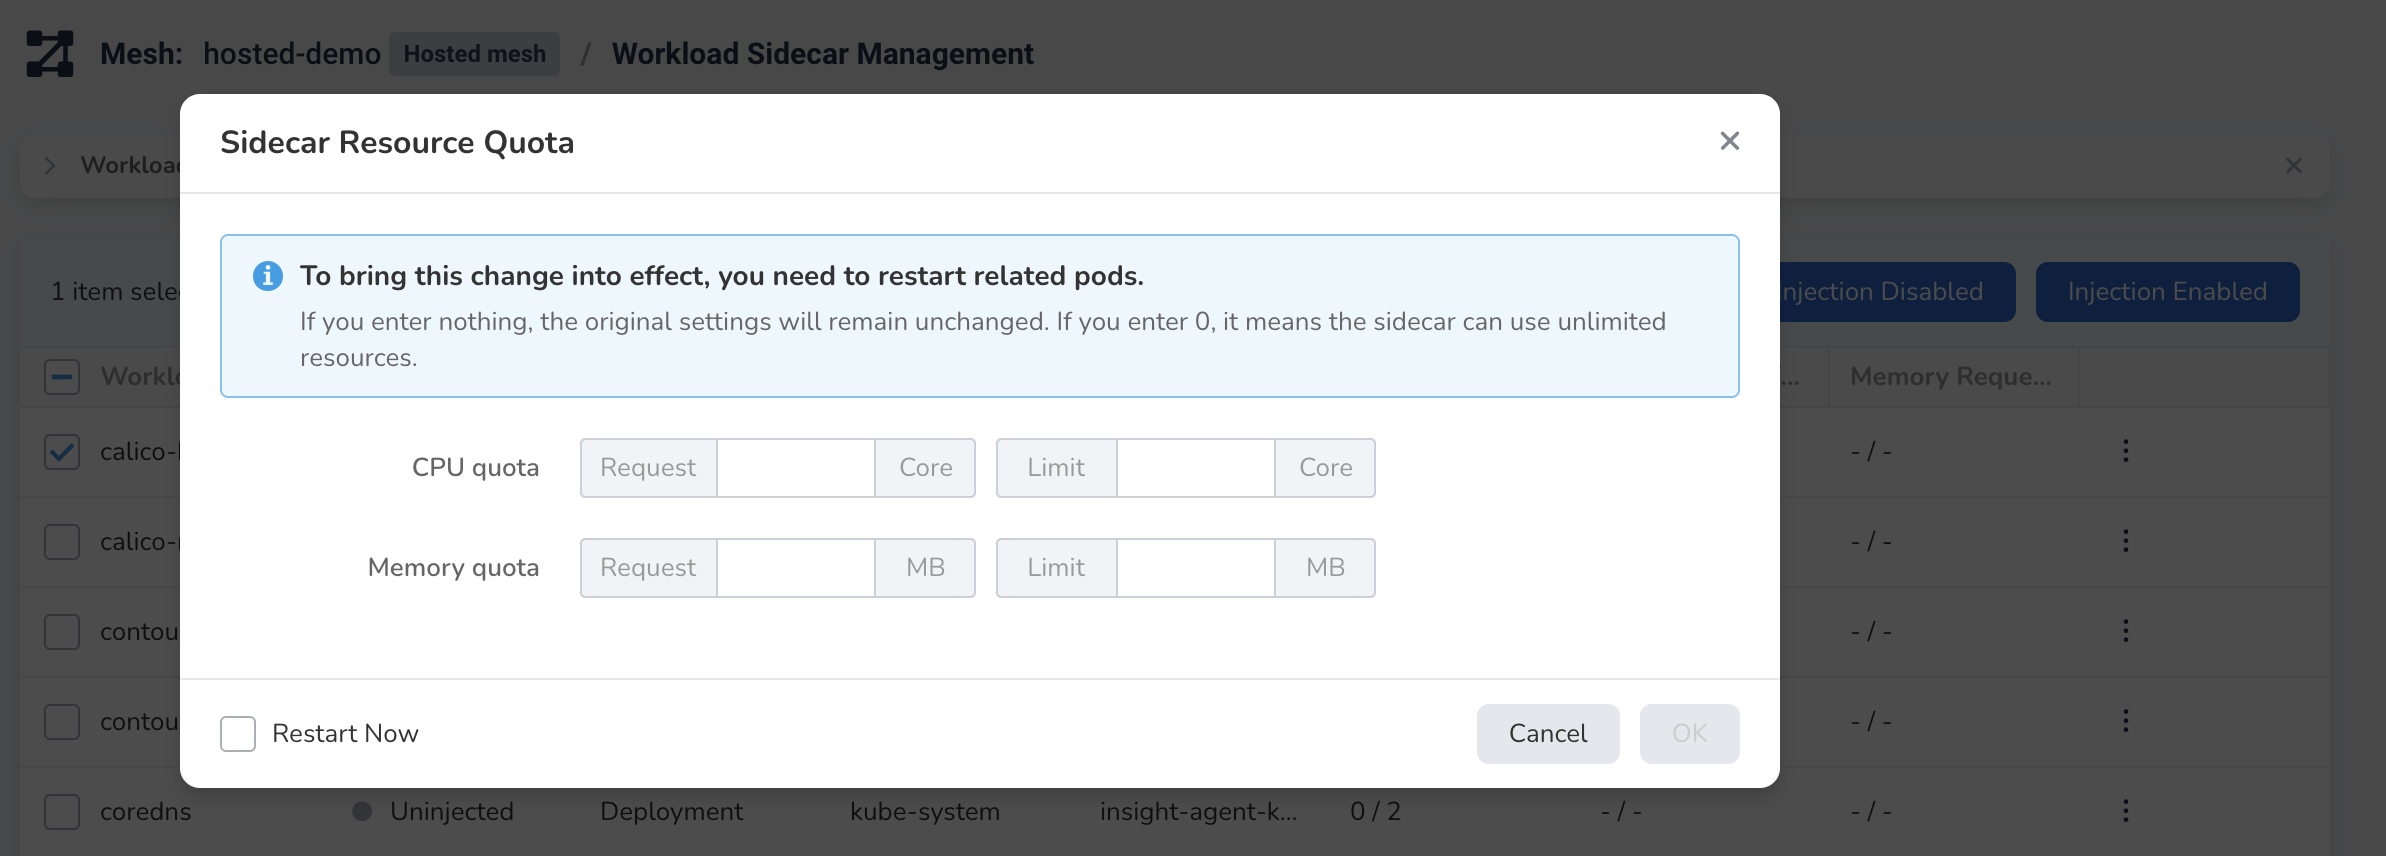 Mesh: hosted-demo Hosted mesh / Workload Sidecar Management
Sidecar Resource Quota
Workload
1 item sele
To bring this change into effect, you need to restart related pods.
If you enter nothing, the original settings will remain unchanged. If you enter 0, it means the sidecar can use unlimited
resources.
njection Disabled
Injection Enabled
Worklo
... Memory Reque...
CPU quota Request Core Limit Core
calico-k - / -
calico- - / -
Memory quota Request MB Limit MB
contou - / -
contou - / -
Restart Now Cancel OK
coredns Uninjected Deployment kube-system insight-agent-k... 0 / 2 - / - - / -